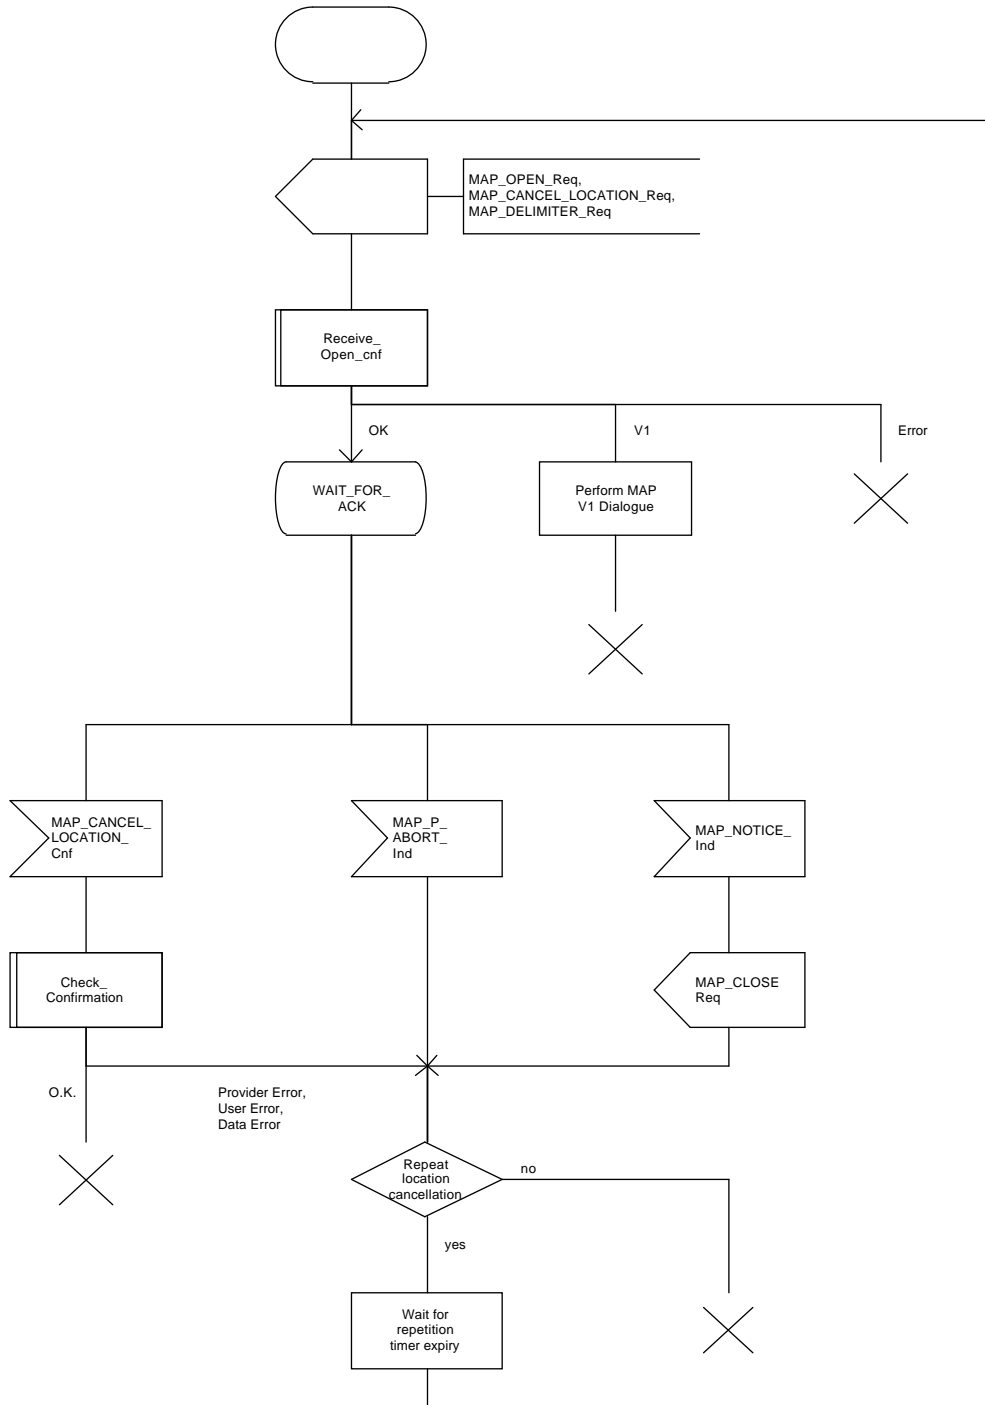 MAP_OPEN_Req,
MAP_CANCEL_LOCATION_Req,
MAP_DELIMITER_Req
Receive_
Open_cnf
OK
V1
Error
WAIT_FOR_
ACK
Perform MAP
V1 Dialogue
MAP_CANCEL_
LOCATION_
Cnf
MAP_P_
ABORT_
Ind
MAP_NOTICE_
Ind
Check_
Confirmation
MAP_CLOSE
Req
O.K.
Provider Error,
User Error,
Data Error
Repeat
location
cancellation
no
yes
Wait for
repetition
timer expiry